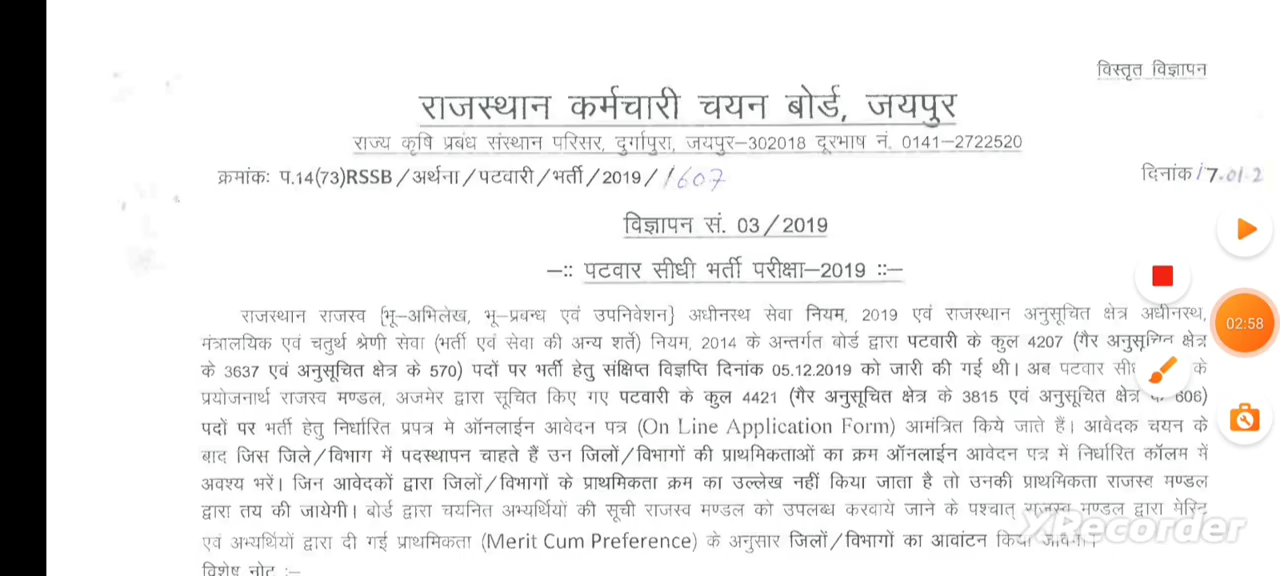 विस्तृत विज्ञापन
राजस्थान कर्मचारी चयन बोर्ड, जयपुर
राज्य कृषि प्रबंध संस्थान परिसर, दुर्गापुरा, जयपुर–302018 दूरभाष नं. 0141–2722520
क्रमांकः प.14(73)RSSB/अर्थना/पटवारी/भर्ती/2019/1607 दिनांक 17.01.2
विज्ञापन सं. 03/2019
–:: पटवार सीधी भर्ती परीक्षा–2019 ::–
राजस्थान राजस्व {भू–अभिलेख, भू–प्रबन्ध एवं उपनिवेशन} अधीनस्थ सेवा नियम, 2019 एवं राजस्थान अनुसूचित क्षेत्र अधीनस्थ,
मंत्रालयिक एवं चतुर्थ श्रेणी सेवा (भर्ती एवं सेवा की अन्य शर्ते) नियम, 2014 के अन्तर्गत बोर्ड द्वारा पटवारी के कुल 4207 (गैर अनुसूचित क्षेत्र
के 3637 एवं अनुसूचित क्षेत्र के 570) पदों पर भर्ती हेतु संक्षिप्त विज्ञप्ति दिनांक 05.12.2019 को जारी की गई थी। अब पटवार के
प्रयोजनार्थ राजस्व मण्डल, अजमेर द्वारा सूचित किए गए पटवारी के कुल 4421 (गैर अनुसूचित क्षेत्र के 3815 एवं अनुसूचित क्षेत्र 606)
पदों पर भर्ती हेतु निर्धारित प्रपत्र मे ऑनलाईन आवेदन पत्र (On Line Application Form) आमंत्रित किये जाते हैं। आवेदक चयन के
बाद जिस जिले/विभाग में पदस्थापन चाहते हैं उन जिलों/विभागों की प्राथमिकताओं का क्रम ऑनलाईन आवेदन पत्र में निर्धारित कॉलम में
अवश्य भरें। जिन आवेदकों द्वारा जिलों/विभागों के प्राथमिकता क्रम का उल्लेख नहीं किया जाता है तो उनकी प्राथमिकता राजस्व मण्डल
द्वारा तय की जायेगी। बोर्ड द्वारा चयनित अभ्यर्थियों की सूची राजस्व मण्डल को उपलब्ध करवाये जाने के पश्चात् राजस्व मण्डल द्वारा मेरिट
एवं अभ्यर्थियों द्वारा दी गई प्राथमिकता (Merit Cum Preference) के अनुसार जिलों/विभागों का आवांटन किया
विशेष नोट :–
02:58
XRecorder